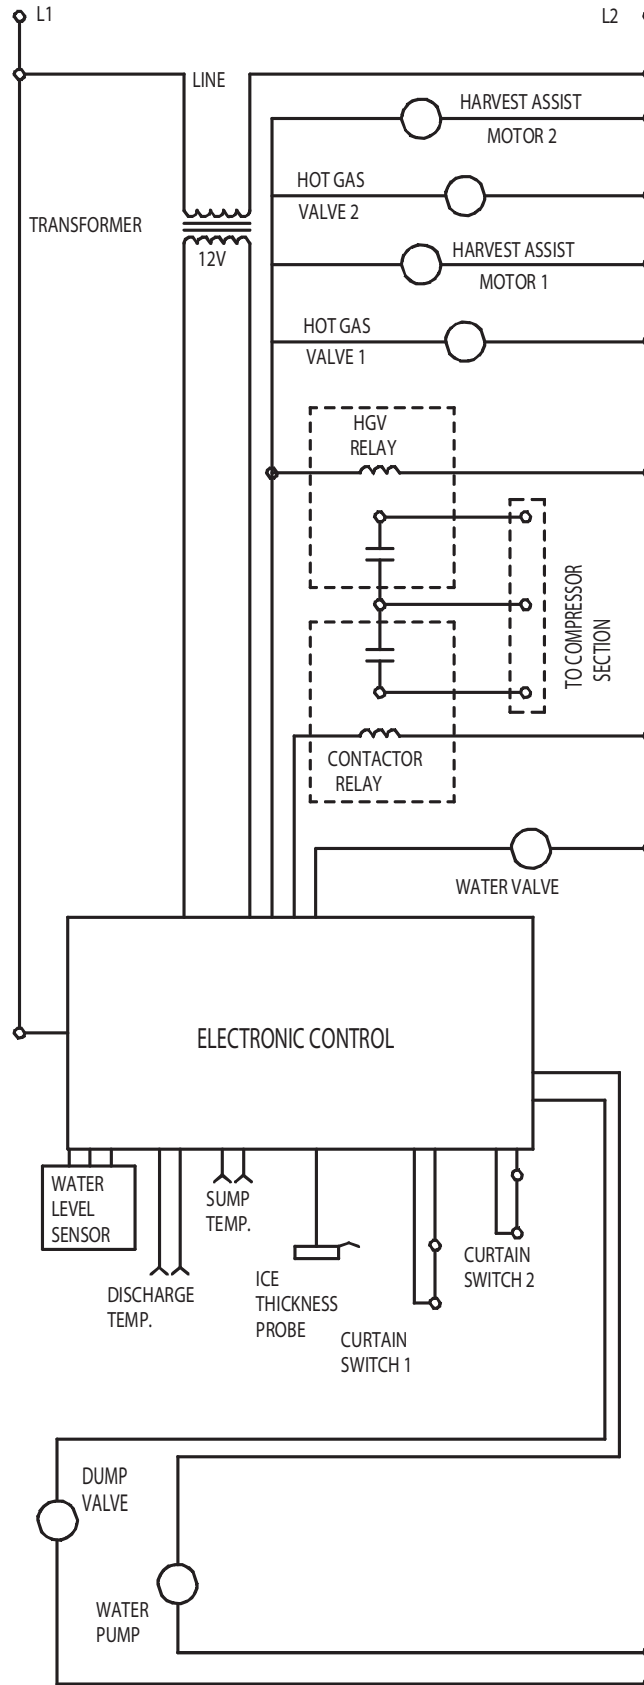 L1
L2
LINE
HARVEST ASSIST
MOTOR 2
HOT GAS
VALVE 2
TRANSFORMER
12V
HARVEST ASSIST
MOTOR 1
HOT GAS
VALVE 1
HGV
RELAY
TO COMPRESSOR
SECTION
CONTACTOR
RELAY
WATER VALVE
ELECTRONIC CONTROL
WATER
LEVEL
SENSOR
SUMP
TEMP.
DISCHARGE
TEMP.
ICE
THICKNESS
PROBE
CURTAIN
SWITCH 1
CURTAIN
SWITCH 2
DUMP
VALVE
WATER
PUMP